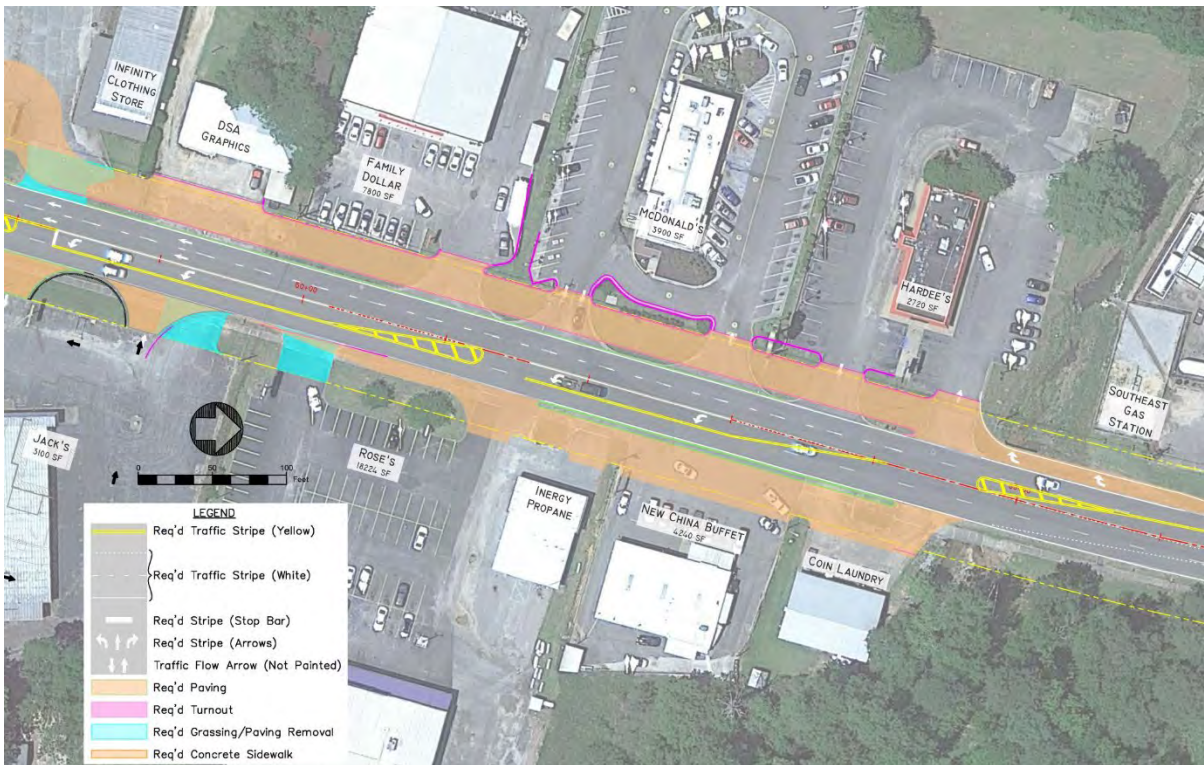 INFINITY
CLOTHING
STORE
DSA
GRAPHICS
FAMILY
DOLLAR
7800 SF
MCDONALD'S
3900 SF
HARDEE'S
2720 SF
SOUTHEAST
GAS
STATION
JACK'S
3100 SF
0 50 100
Feet
ROSE'S
18224 SF
INERGY
PROPANE
NEW CHINA BUFFET
4240 SF
COIN LAUNDRY
LEGEND
Req'd Traffic Stripe (Yellow)
Req'd Traffic Stripe (White)
Req'd Stripe (Stop Bar)
Req'd Stripe (Arrows)
Traffic Flow Arrow (Not Painted)
Req'd Paving
Req'd Turnout
Req'd Grassing/Paving Removal
Req'd Concrete Sidewalk